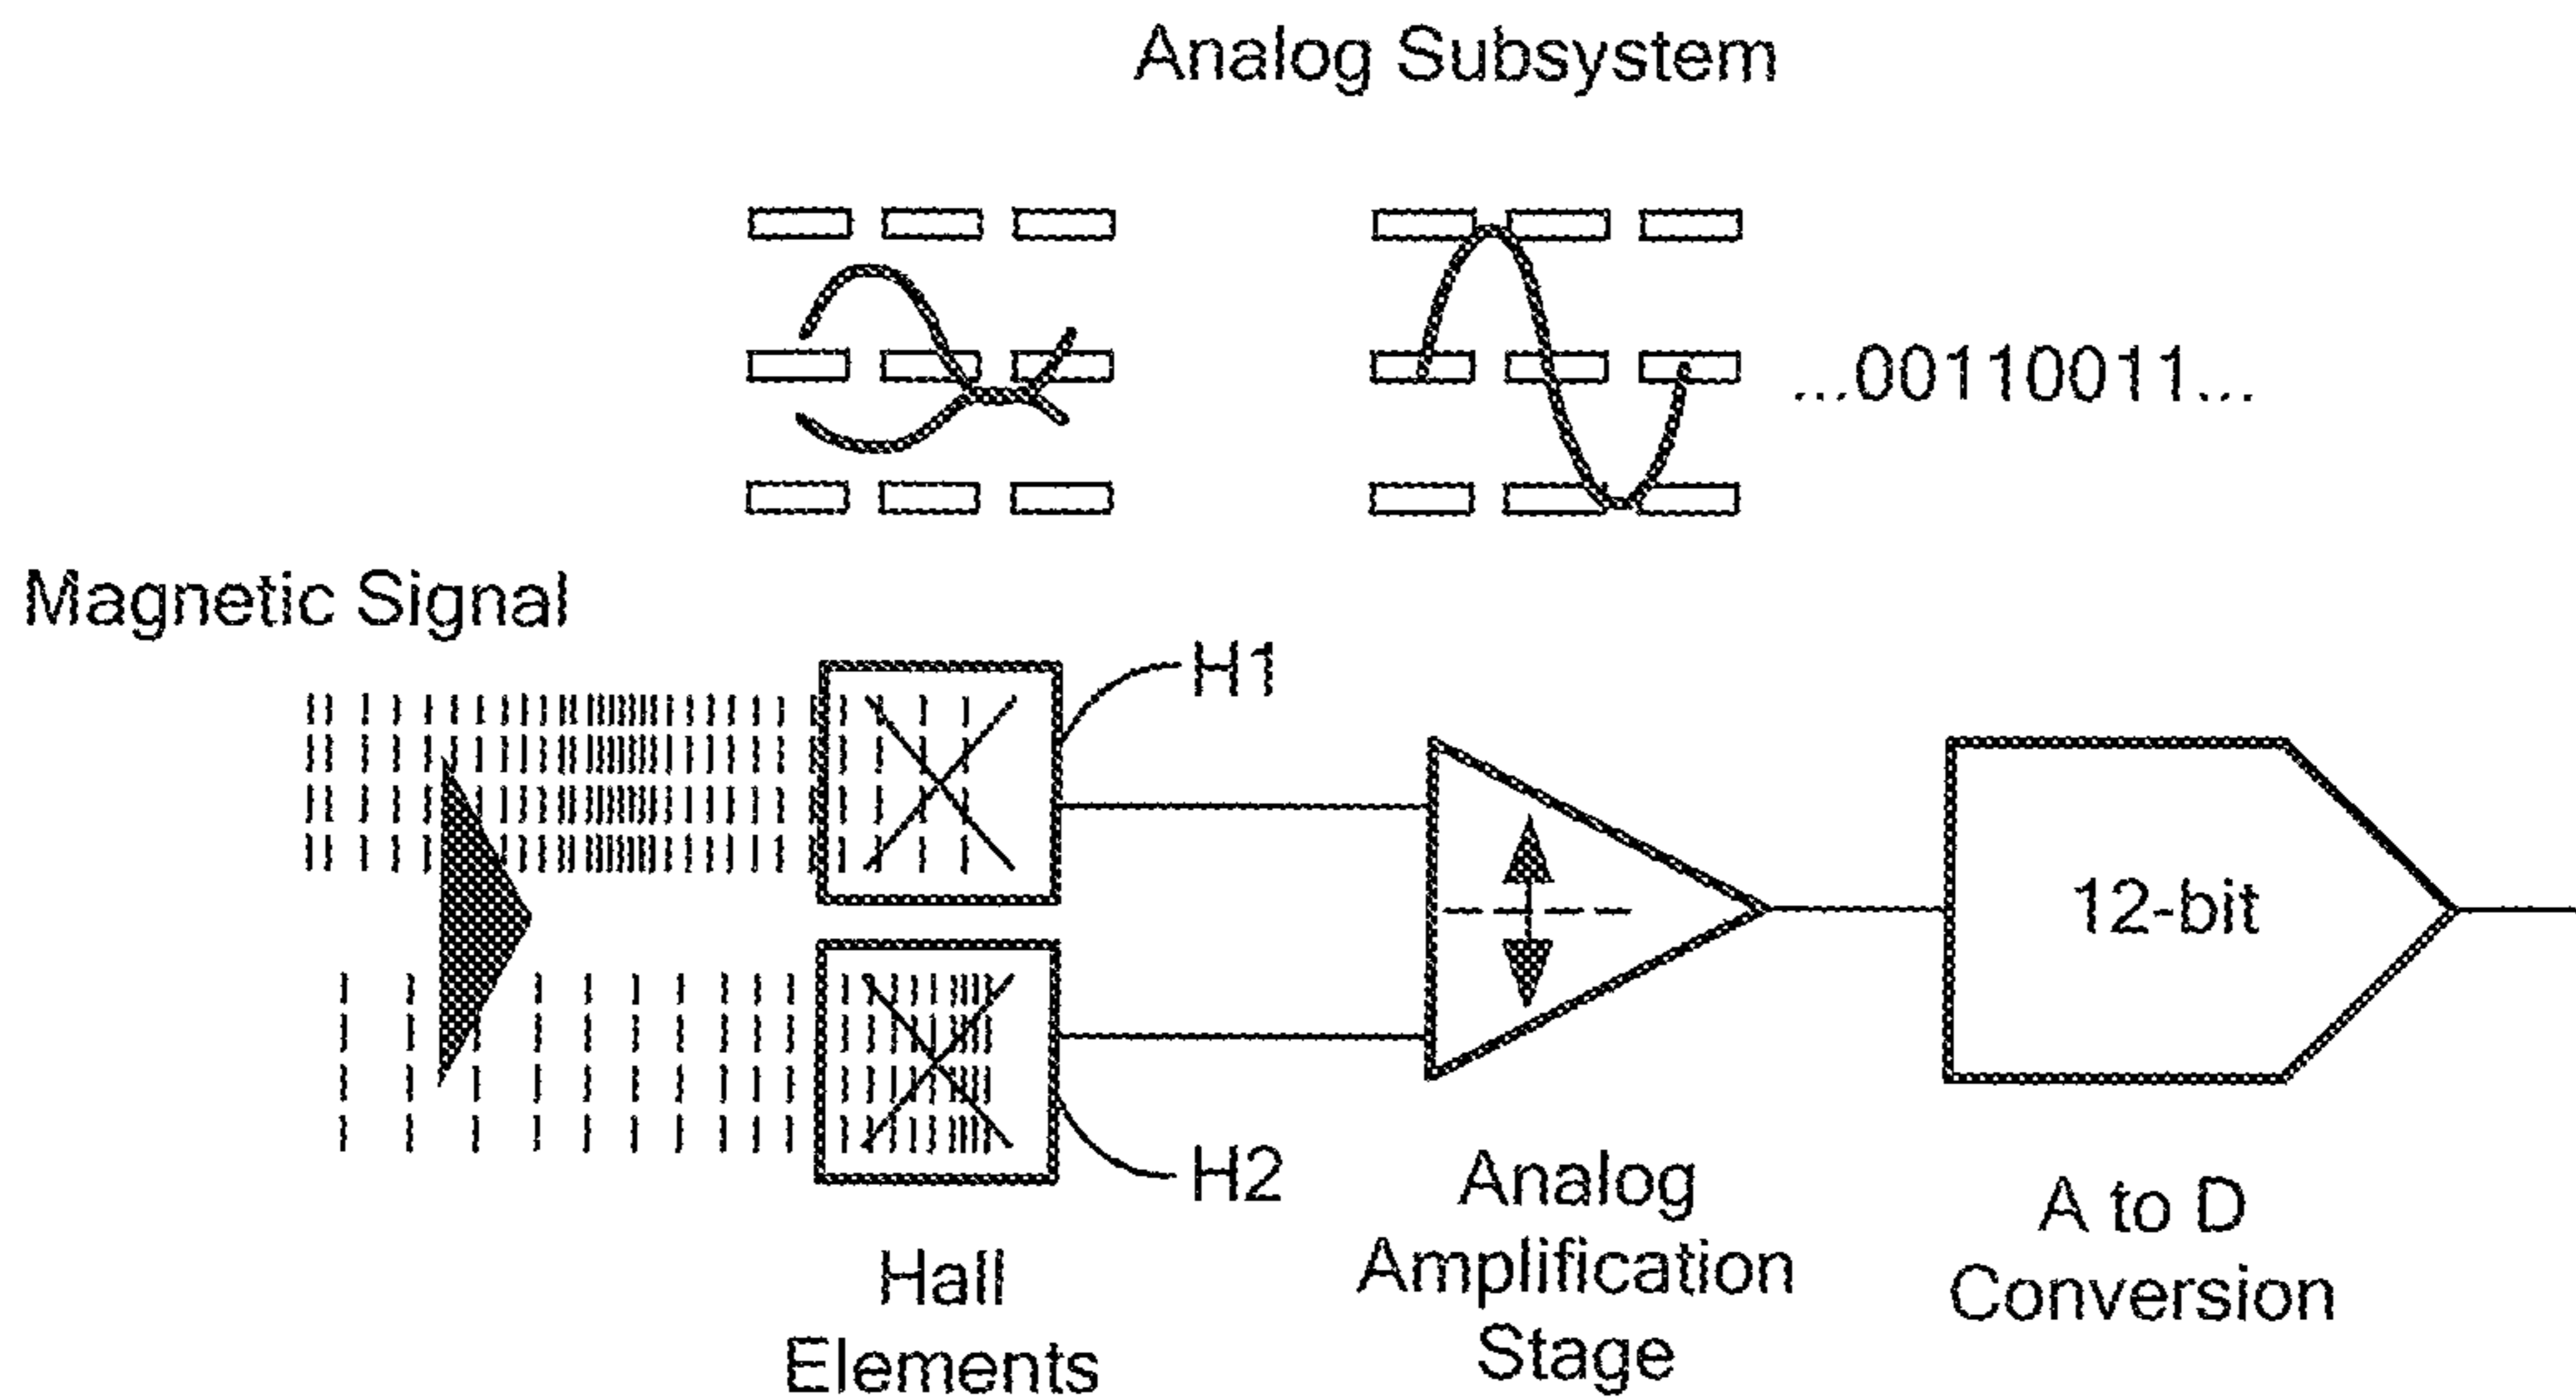 Analog Subsystem
...00110011...
Magnetic Signal
H1
12-bit
H2
Hall
Elements
Analog
Amplification
Stage
A to D
Conversion